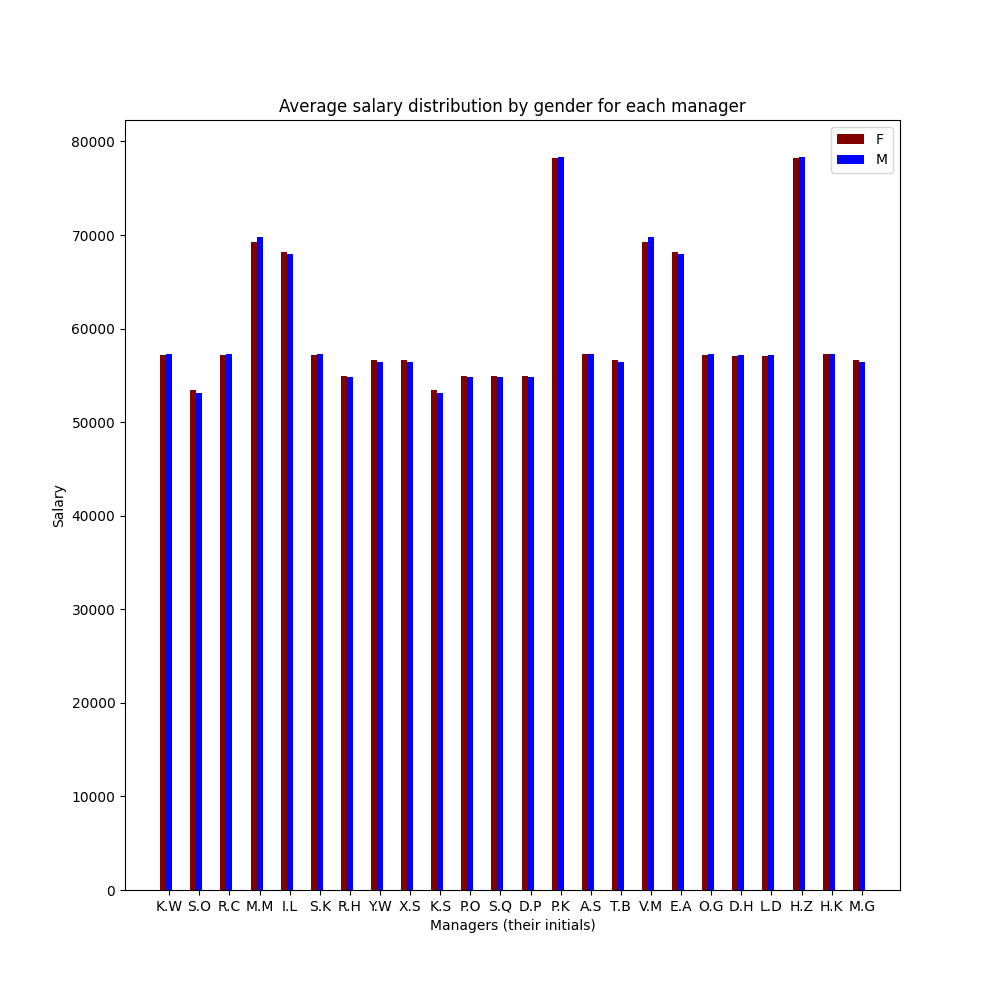 Average salary distribution by gender for each manager
F
M
80000
70000
60000
50000
40000
30000
20000
10000
0
Salary
K.W S.O R.C M.M I.L S.K R.H Y.W X.S K.S P.O S.Q D.P P.K A.S T.B V.M E.A O.G D.H L.D H.Z H.K M.G
Managers (their initials)